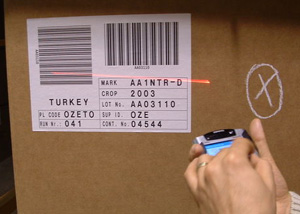 MARK AA1NTR-D
CROP 2003
TURKEY LOT No. AA03110
PL CODE OZETO SUP ID. OZE
RUN Nr. 041 CONT. No 04544
X